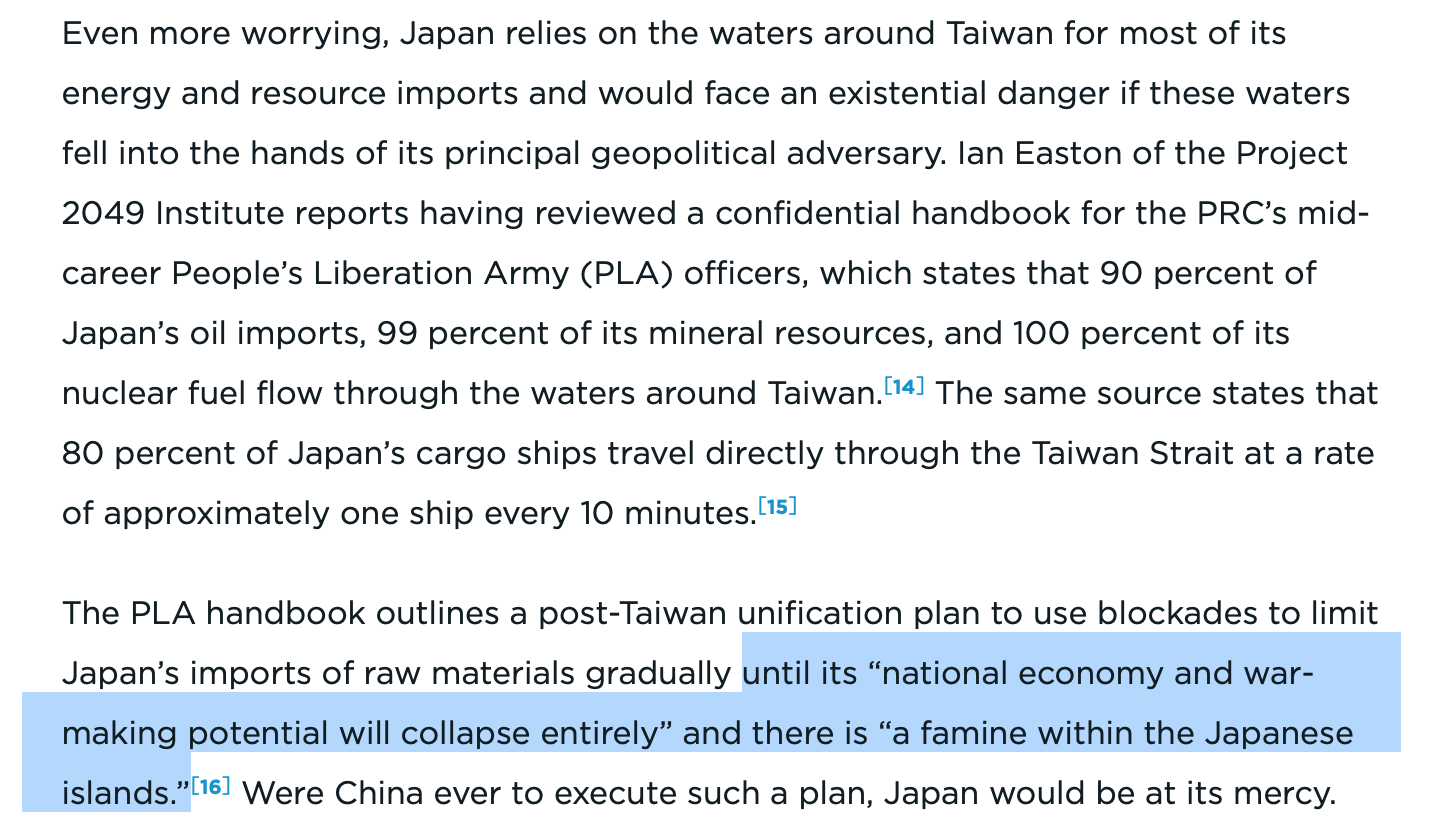 Even more worrying, Japan relies on the waters around Taiwan for most of its
energy and resource imports and would face an existential danger if these waters
fell into the hands of its principal geopolitical adversary. Ian Easton of the Project
2049 Institute reports having reviewed a confidential handbook for the PRC’s mid-
career People’s Liberation Army (PLA) officers, which states that 90 percent of
Japan’s oil imports, 99 percent of its mineral resources, and 100 percent of its
nuclear fuel flow through the waters around Taiwan.[14] The same source states that
80 percent of Japan’s cargo ships travel directly through the Taiwan Strait at a rate
of approximately one ship every 10 minutes.[15]
The PLA handbook outlines a post-Taiwan unification plan to use blockades to limit
Japan’s imports of raw materials gradually until its “national economy and war-
making potential will collapse entirely” and there is “a famine within the Japanese
islands.”[16] Were China ever to execute such a plan, Japan would be at its mercy.